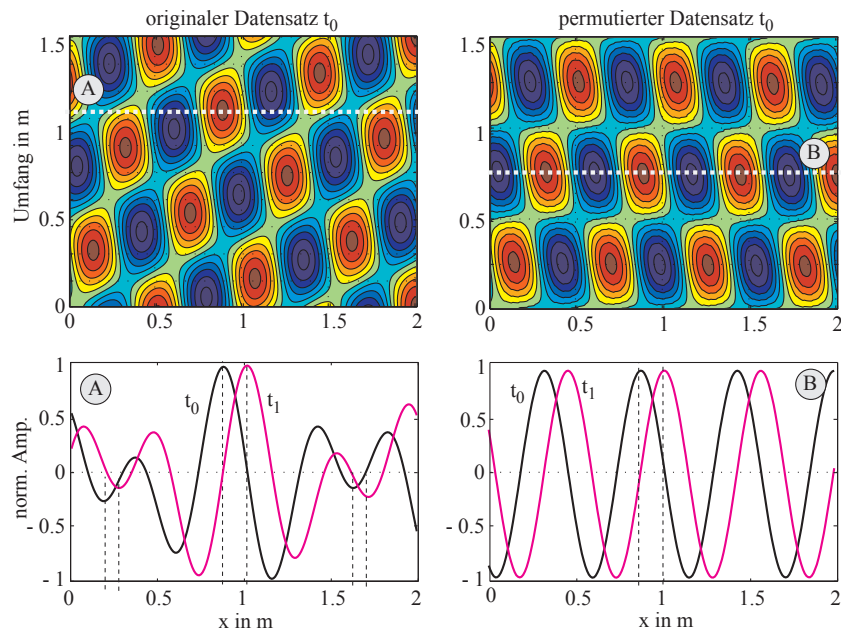 originaler Datensatz t0
permutierter Datensatz t0
Umfang in m
1.5
1
0.5
0
A
0 0.5 1 1.5 2
1.5
1
0.5
0
B
0 0.5 1 1.5 2
norm. Amp.
1
0.5
0
- 0.5
- 1
A
t0
t1
0 0.5 1 1.5 2
x in m
1
0.5
0
- 0.5
- 1
t0
t1
B
0 0.5 1 1.5 2
x in m